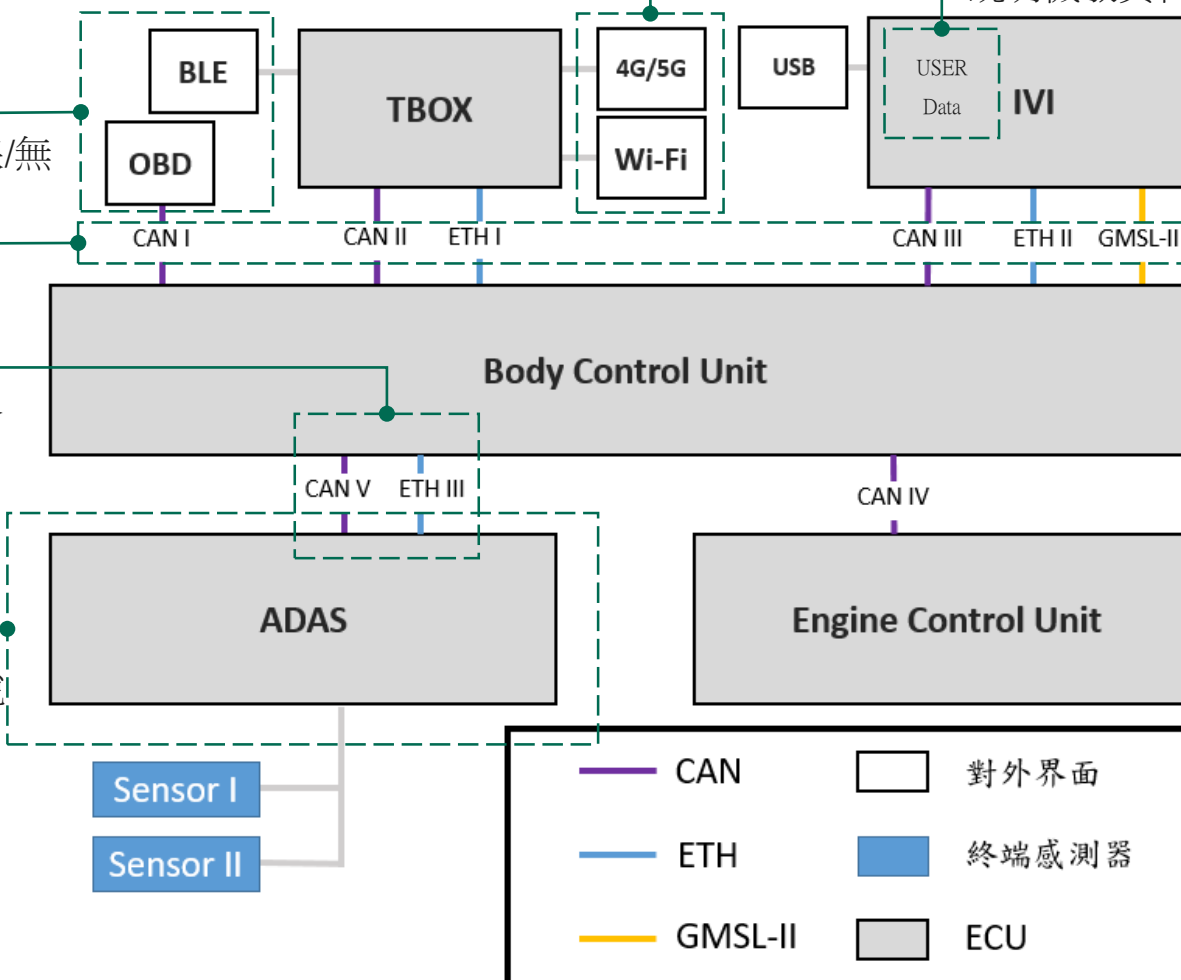 BLE
4G/5G
USB
USER
Data
IVI
TBOX
/無
OBD
Wi-Fi
CAN I
CAN II
ETH I
CAN III
ETH II
GMSL-II
Body Control Unit
CAN V
ETH III
CAN IV
ADAS
Engine Control Unit
Sensor I
Sensor II
CAN
對外界面
ETH
終端感測器
GMSL-II
ECU